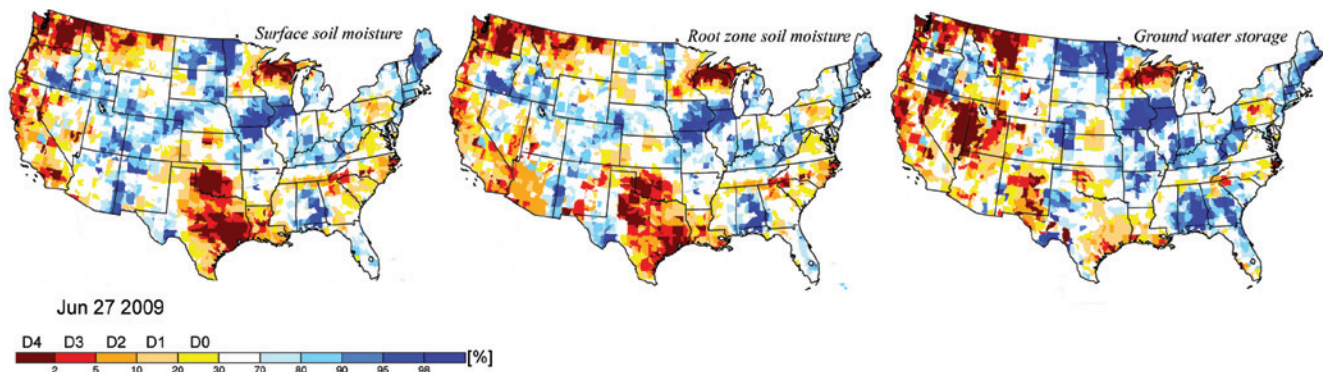 Surface soil moisture
Root zone soil moisture
Ground water storage
Jun 27 2009
D4 D3 D2 D1 D0
[%]
2 5 10 20 30 70 80 90 95 98